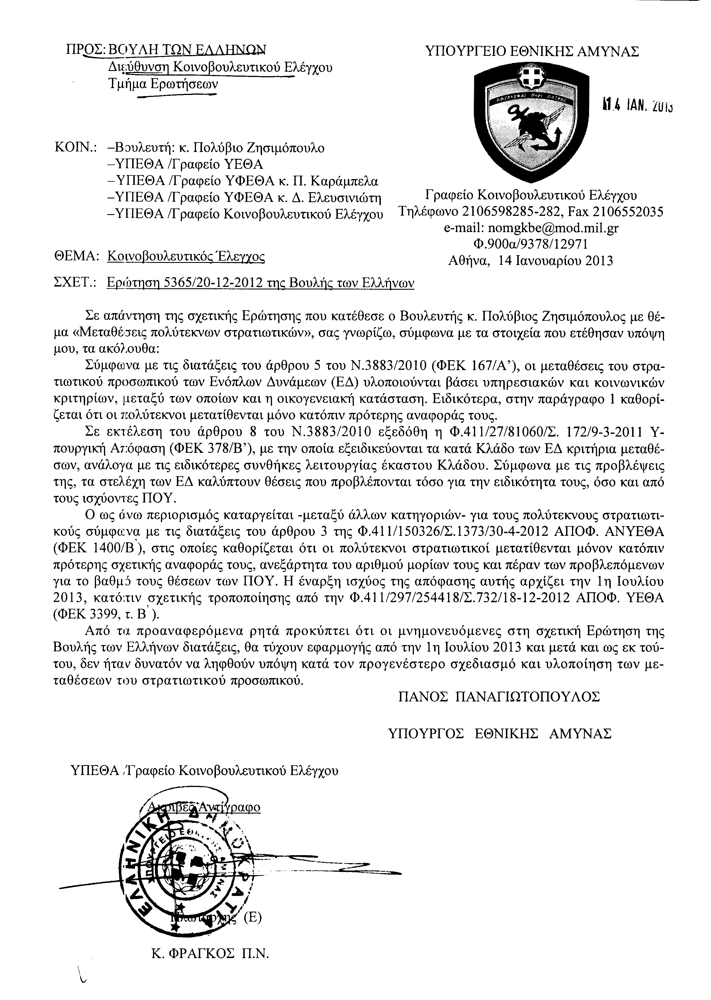 ΠΡΟΣ: ΒΟΥΛΗ ΤΩΝ ΕΛΛΗΝΩΝ
Διεύθυνση Κοινοβουλευτικού Ελέγχου
Τμήμα Ερωτήσεων
ΥΠΟΥΡΓΕΙΟ ΕΘΝΙΚΗΣ ΑΜΥΝΑΣ
ΑΜΥΝΕΣΘΑΙ ΠΕΡΙ ΠΑΤΡΗΣ
14 ΙΑΝ. 2013
ΚΟΙΝ.: –Βουλευτή: κ. Πολύβιο Ζησιμόπουλο
–ΥΠΕΘΑ /Γραφείο ΥΕΘΑ
–ΥΠΕΘΑ /Γραφείο ΥΦΕΘΑ κ. Π. Καράμπελα
–ΥΠΕΘΑ /Γραφείο ΥΦΕΘΑ κ. Δ. Ελευσινιώτη
–ΥΠΕΘΑ /Γραφείο Κοινοβουλευτικού Ελέγχου
Γραφείο Κοινοβουλευτικού Ελέγχου
Τηλέφωνο 2106598285-282, Fax 2106552035
e-mail: nomgkbe@mod.mil.gr
Φ.900α/9378/12971
Αθήνα, 14 Ιανουαρίου 2013
ΘΕΜΑ: Κοινοβουλευτικός Έλεγχος
ΣΧΕΤ.: Ερώτηση 5365/20-12-2012 της Βουλής των Ελλήνων
Σε απάντηση της σχετικής Ερώτησης που κατέθεσε ο Βουλευτής κ. Πολύβιος Ζησιμόπουλος με θέ-
μα «Μεταθέσεις πολύτεκνων στρατιωτικών», σας γνωρίζω, σύμφωνα με τα στοιχεία που ετέθησαν υπόψη
μου, τα ακόλουθα:
Σύμφωνα με τις διατάξεις του άρθρου 5 του Ν.3883/2010 (ΦΕΚ 167/Α’), οι μεταθέσεις του στρα-
τιωτικού προσωπικού των Ενόπλων Δυνάμεων (ΕΔ) υλοποιούνται βάσει υπηρεσιακών και κοινωνικών
κριτηρίων, μεταξύ των οποίων και η οικογενειακή κατάσταση. Ειδικότερα, στην παράγραφο 1 καθορί-
ζεται ότι οι πολύτεκνοι μετατίθενται μόνο κατόπιν πρότερης αναφοράς τους.
Σε εκτέλεση του άρθρου 8 του Ν.3883/2010 εξεδόθη η Φ.411/27/81060/Σ. 172/9-3-2011 Υ-
πουργική Απόφαση (ΦΕΚ 378/Β’), με την οποία εξειδικεύονται τα κατά Κλάδο των ΕΔ κριτήρια μεταθέ-
σων, ανάλογα με τις ειδικότερες συνθήκες λειτουργίας έκαστου Κλάδου. Σύμφωνα με τις προβλέψεις
της, τα στελέχη των ΕΔ καλύπτουν θέσεις που προβλέπονται τόσο για την ειδικότητα τους, όσο και από
τους ισχύοντες ΠΟΥ.
Ο ως άνω περιορισμός καταργείται -μεταξύ άλλων κατηγοριών- για τους πολύτεκνους στρατιωτι-
κούς σύμφωνα με τις διατάξεις του άρθρου 3 της Φ.411/150326/Σ.1373/30-4-2012 ΑΠΟΦ. ΑΝΥΕΘΑ
(ΦΕΚ 1400/Β΄), στις οποίες καθορίζεται ότι οι πολύτεκνοι στρατιωτικοί μετατίθενται μόνον κατόπιν
πρότερης σχετικής αναφοράς τους, ανεξάρτητα του αριθμού μορίων τους και πέραν των προβλεπόμενων
για το βαθμό τους θέσεων των ΠΟΥ. Η έναρξη ισχύος της απόφασης αυτής αρχίζει την 1η Ιουλίου
2013, κατόπιν σχετικής τροποποίησης από την Φ.411/297/254418/Σ.732/18-12-2012 ΑΠΟΦ. ΥΕΘΑ
(ΦΕΚ 3399, τ. Β΄).
Από τα προαναφερόμενα ρητά προκύπτει ότι οι μνημονευόμενες στη σχετική Ερώτηση της
Βουλής των Ελλήνων διατάξεις, θα τύχουν εφαρμογής από την 1η Ιουλίου 2013 και μετά και ως εκ τού-
του, δεν ήταν δυνατόν να ληφθούν υπόψη κατά τον προγενέστερο σχεδιασμό και υλοποίηση των με-
ταθέσεων του στρατιωτικού προσωπικού.
ΠΑΝΟΣ ΠΑΝΑΓΙΩΤΟΠΟΥΛΟΣ
ΥΠΟΥΡΓΟΣ ΕΘΝΙΚΗΣ ΑΜΥΝΑΣ
ΥΠΕΘΑ /Γραφείο Κοινοβουλευτικού Ελέγχου
Ακριβές Αντίγραφο
ΕΛΛΗΝΙΚΗ ΔΗΜΟΚΡΑΤΙΑ
ΥΠΟΥΡΓΕΙΟ ΕΘΝΙΚΗΣ ΑΜΥΝΑΣ
Πλωτάρχης (Ε)
Κ. ΦΡΑΓΚΟΣ Π.Ν.